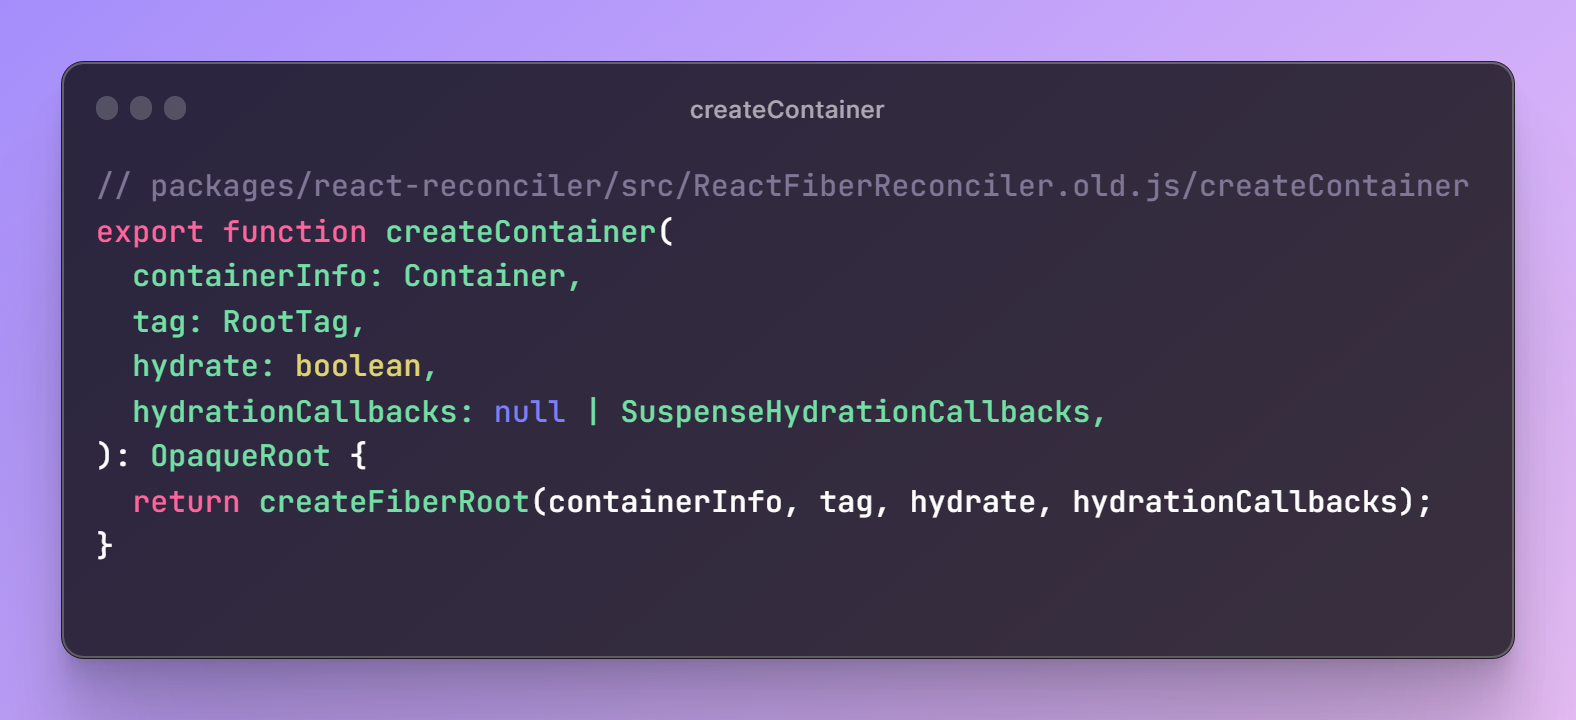 createContainer
// packages/react-reconciler/src/ReactFiberReconciler.old.js/createContainer
export function createContainer(
  containerInfo: Container,
  tag: RootTag,
  hydrate: boolean,
  hydrationCallbacks: null | SuspenseHydrationCallbacks,
): OpaqueRoot {
  return createFiberRoot(containerInfo, tag, hydrate, hydrationCallbacks);
}